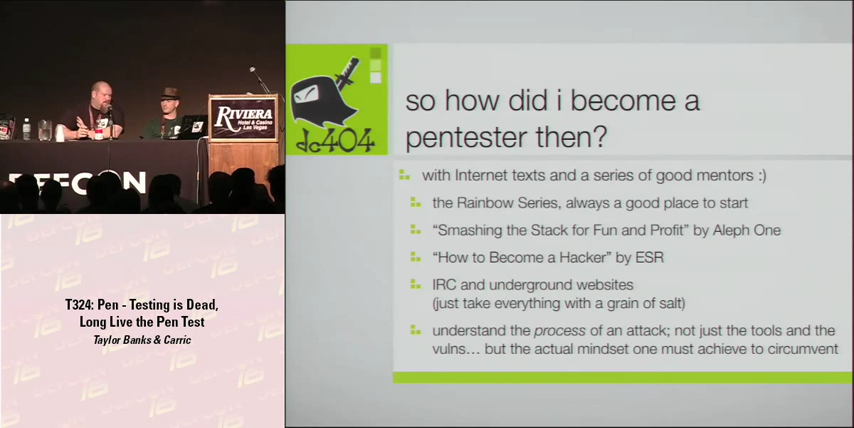 RIVIERA
Hotel & Casino
Las Vegas
DEFCON
T324: Pen - Testing is Dead,
Long Live the Pen Test
Taylor Banks & Carric
dc404
so how did i become a
pentester then?
with Internet texts and a series of good mentors :)
the Rainbow Series, always a good place to start
“Smashing the Stack for Fun and Profit” by Aleph One
“How to Become a Hacker” by ESR
IRC and underground websites
(just take everything with a grain of salt)
understand the process of an attack; not just the tools and the
vulns… but the actual mindset one must achieve to circumvent